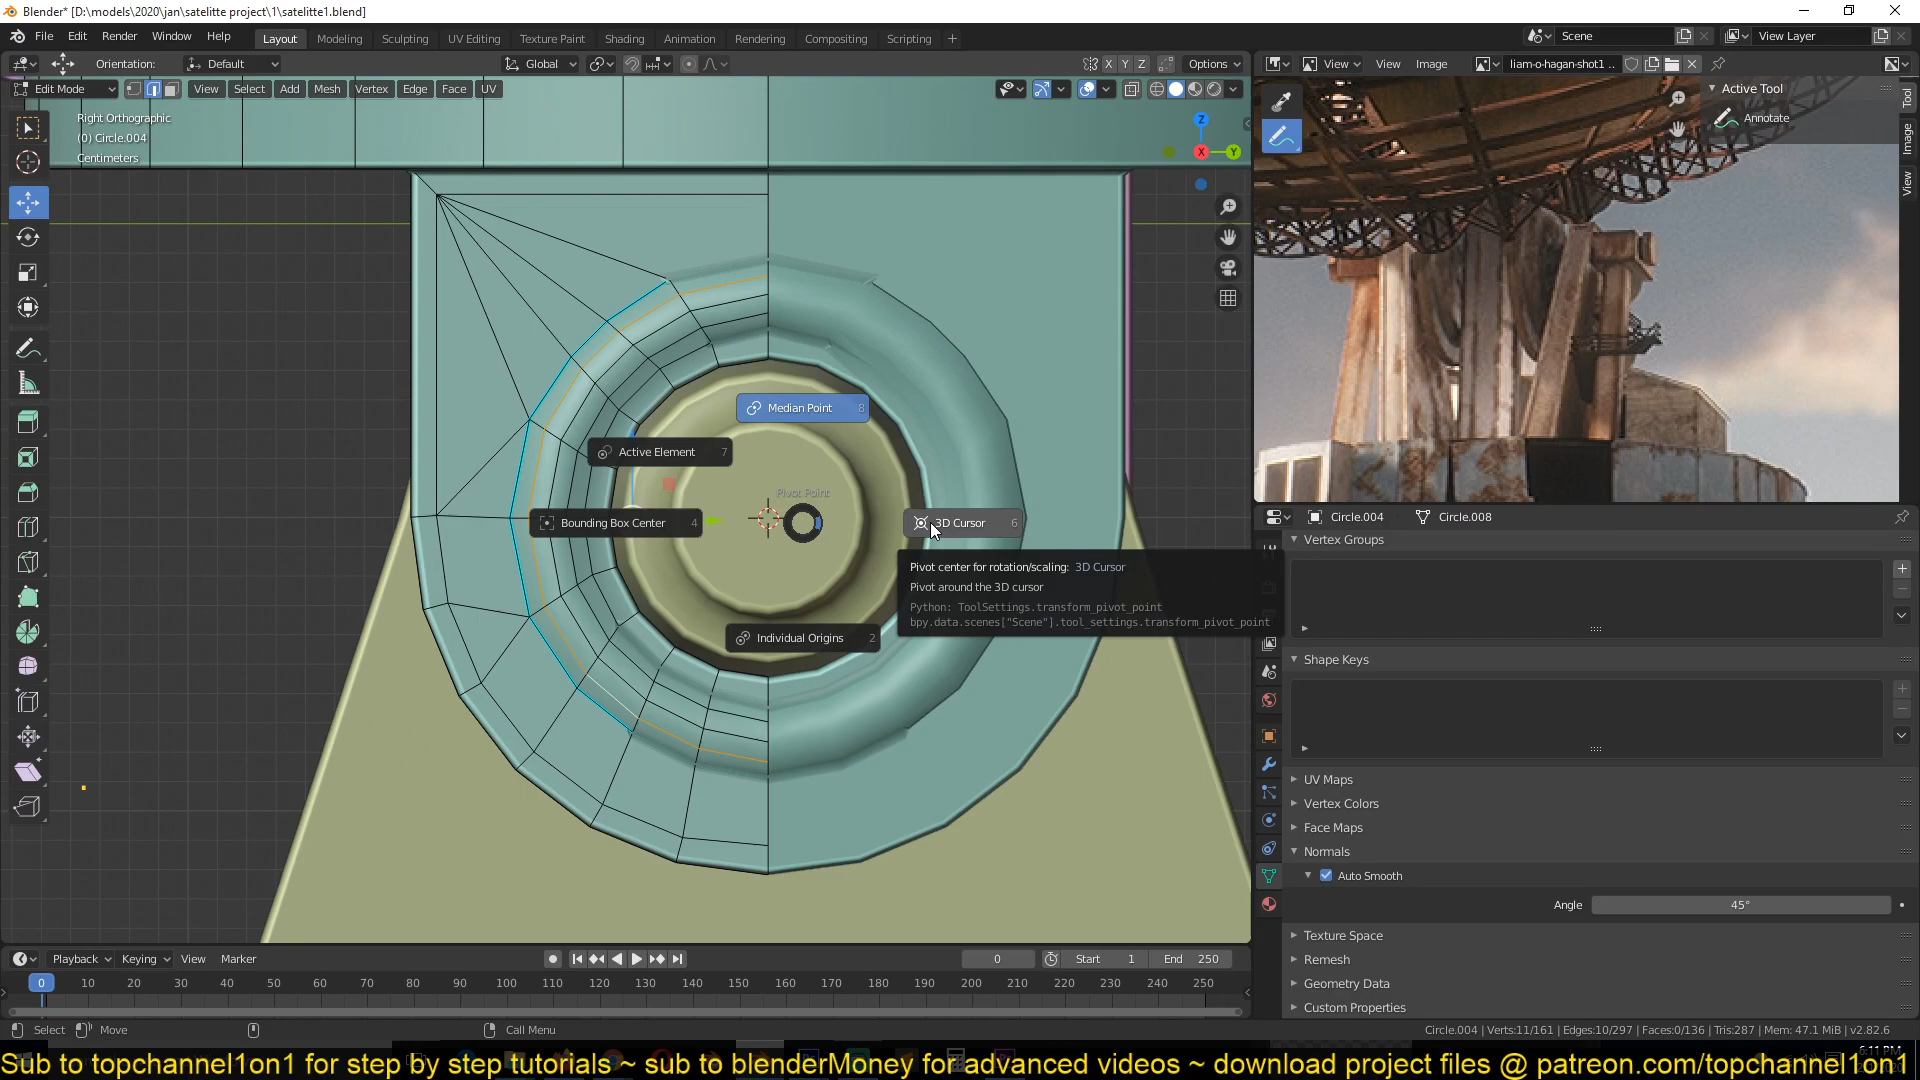 Blender* [D:\models\2020\jan\satelitte project\1\satelitte1.blend]
File Edit Render Window Help Layout Modeling Sculpting UV Editing Texture Paint Shading Animation Rendering Compositing Scripting + Scene View Layer
Orientation: Default Global X Y Z Options View View Image liam-o-hagan-shot1 ..
Edit Mode View Select Add Mesh Vertex Edge Face UV
Active Tool
Annotate
Tool
Image
View
Right Orthographic
(0) Circle.004
Centimeters
Z
X
Y
Median Point 8
Active Element 7
Pivot Point
Bounding Box Center 4
3D Cursor 6
Pivot center for rotation/scaling: 3D Cursor
Pivot around the 3D cursor
Python: ToolSettings.transform_pivot_point
bpy.data.scenes["Scene"].tool_settings.transform_pivot_point
Individual Origins 2
Circle.004 Circle.008
Vertex Groups
Shape Keys
UV Maps
Vertex Colors
Face Maps
Normals
Auto Smooth
Angle 45°
Texture Space
Remesh
Geometry Data
Custom Properties
Playback Keying View Marker 0 Start 1 End 250
0 10 20 30 40 50 60 70 80 90 100 110 120 130 140 150 160 170 180 190 200 210 220 230 240 250
Select Move Call Menu Circle.004 | Verts:11/161 | Edges:10/297 | Faces:0/136 | Tris:287 | Mem: 47.1 MiB | v2.82.6
6:11 PM
Sub to topchannel1on1 for step by step tutorials ~ sub to blenderMoney for advanced videos ~ download project files @ patreon.com/topchannel1on1